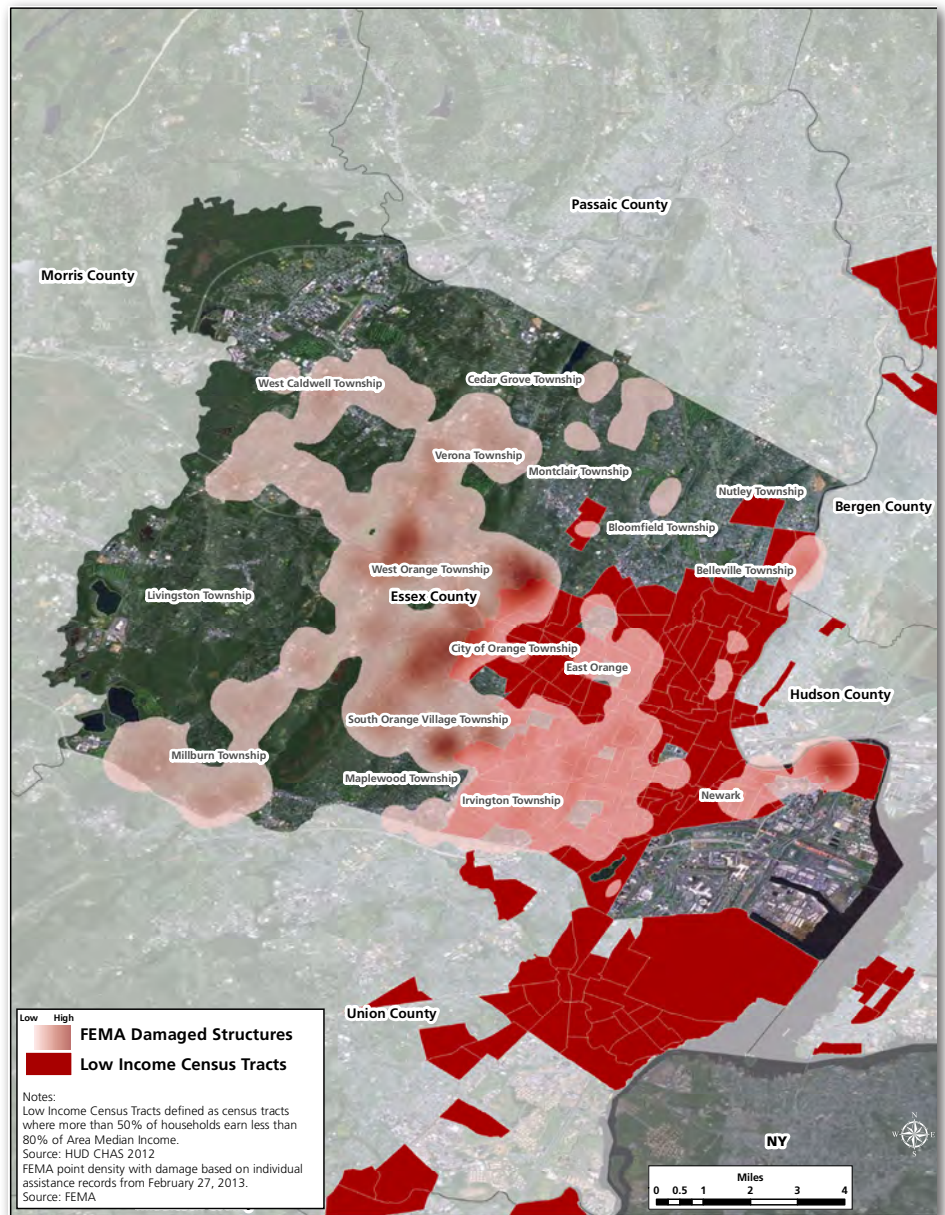 Passaic County
Morris County
West Caldwell Township
Cedar Grove Township
Verona Township
Montclair Township
Nutley Township
Bergen County
Bloomfield Township
West Orange Township
Belleville Township
Livingston Township
Essex County
City of Orange Township
East Orange
Hudson County
South Orange Village Township
Millburn Township
Maplewood Township
Irvington Township
Newark
Union County
Low High
FEMA Damaged Structures
Low Income Census Tracts
Notes:
Low Income Census Tracts defined as census tracts
where more than 50% of households earn less than
80% of Area Median Income.
Source: HUD CHAS 2012
FEMA point density with damage based on individual
assistance records from February 27, 2013.
Source: FEMA
NY
N
W E
S
Miles
0 0.5 1 2 3 4